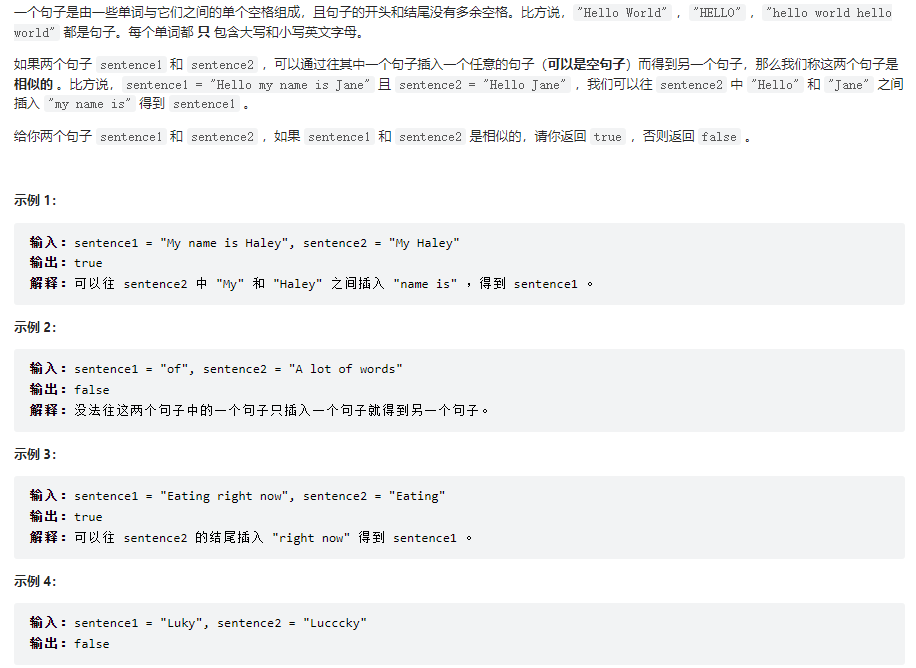 一个句子是由一些单词与它们之间的单个空格组成，且句子的开头和结尾没有多余空格。比方说，"Hello World" ，"HELLO" ，"hello world hello
world" 都是句子。每个单词都 只 包含大写和小写英文字母。
如果两个句子 sentence1 和 sentence2 ，可以通过往其中一个句子插入一个任意的句子（可以是空句子）而得到另一个句子，那么我们称这两个句子是
相似的 。比方说，sentence1 = "Hello my name is Jane" 且 sentence2 = "Hello Jane" ，我们可以往 sentence2 中 "Hello" 和 "Jane" 之间
插入 "my name is" 得到 sentence1 。
给你两个句子 sentence1 和 sentence2 ，如果 sentence1 和 sentence2 是相似的，请你返回 true ，否则返回 false 。
示例 1：
输入：sentence1 = "My name is Haley", sentence2 = "My Haley"
输出：true
解释：可以往 sentence2 中 "My" 和 "Haley" 之间插入 "name is" ，得到 sentence1 。
示例 2：
输入：sentence1 = "of", sentence2 = "A lot of words"
输出：false
解释：没法往这两个句子中的一个句子只插入一个句子就得到另一个句子。
示例 3：
输入：sentence1 = "Eating right now", sentence2 = "Eating"
输出：true
解释：可以往 sentence2 的结尾插入 "right now" 得到 sentence1 。
示例 4：
输入：sentence1 = "Luky", sentence2 = "Lucccky"
输出：false